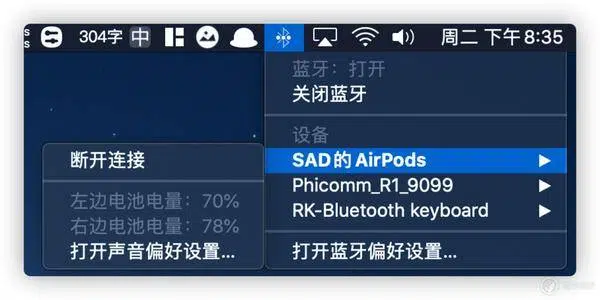 304字 中 周二 下午 8:35
蓝牙：打开
关闭蓝牙
设备
SAD的 AirPods
Phicomm_R1_9099
RK-Bluetooth keyboard
打开蓝牙偏好设置...
断开连接
左边电池电量：70%
右边电池电量：78%
打开声音偏好设置...